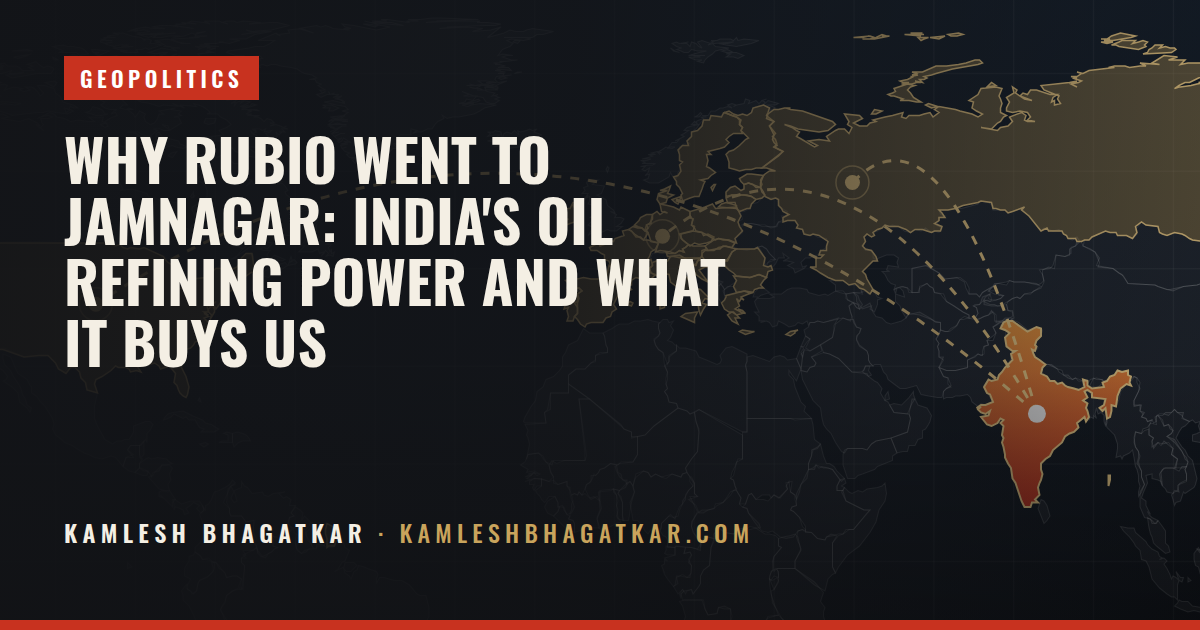 GEOPOLITICS
WHY RUBIO WENT TO
JAMNAGAR: INDIA'S OIL
REFINING POWER AND WHAT
IT BUYS US
KAMLESH BHAGATKAR · KAMLESHBHAGATKAR.COM